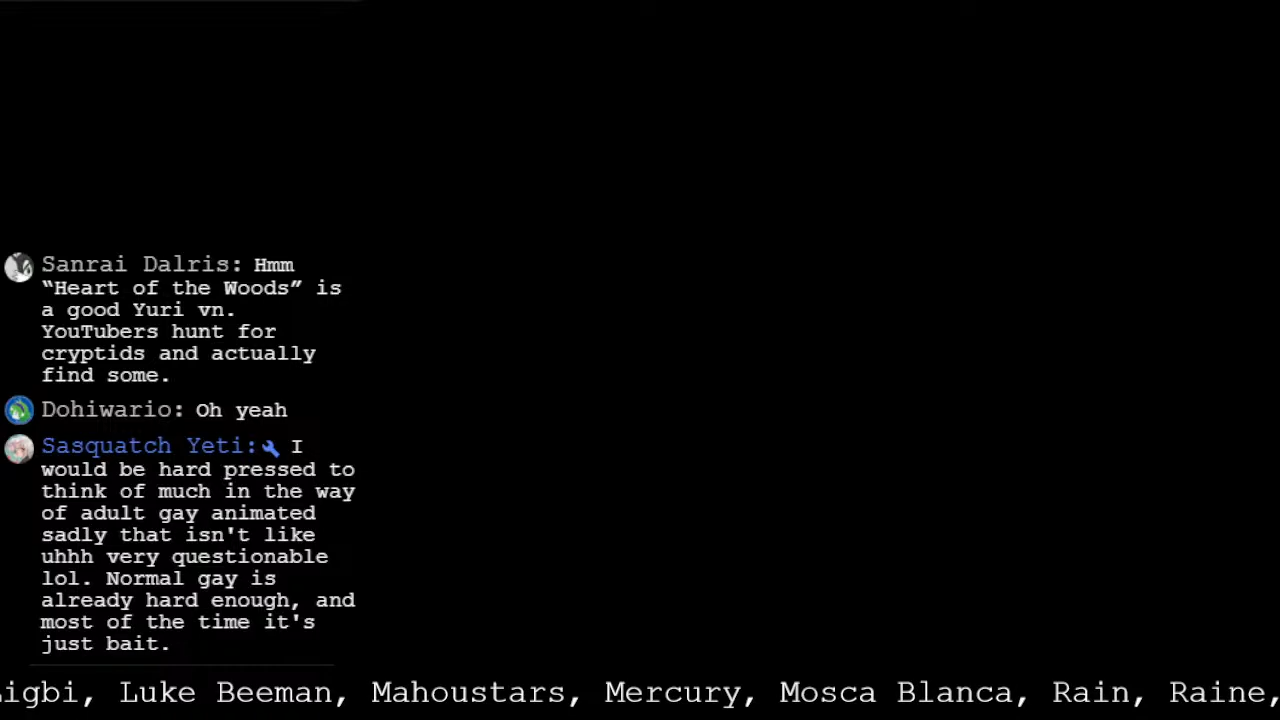 Sanrai Dalris: Hmm
“Heart of the Woods” is
a good Yuri vn.
YouTubers hunt for
cryptids and actually
find some.
Dohiwario: Oh yeah
Sasquatch Yeti: I
would be hard pressed to
think of much in the way
of adult gay animated
sadly that isn't like
uhhh very questionable
lol. Normal gay is
already hard enough, and
most of the time it's
just bait.
igbi, Luke Beeman, Mahoustars, Mercury, Mosca Blanca, Rain, Raine,